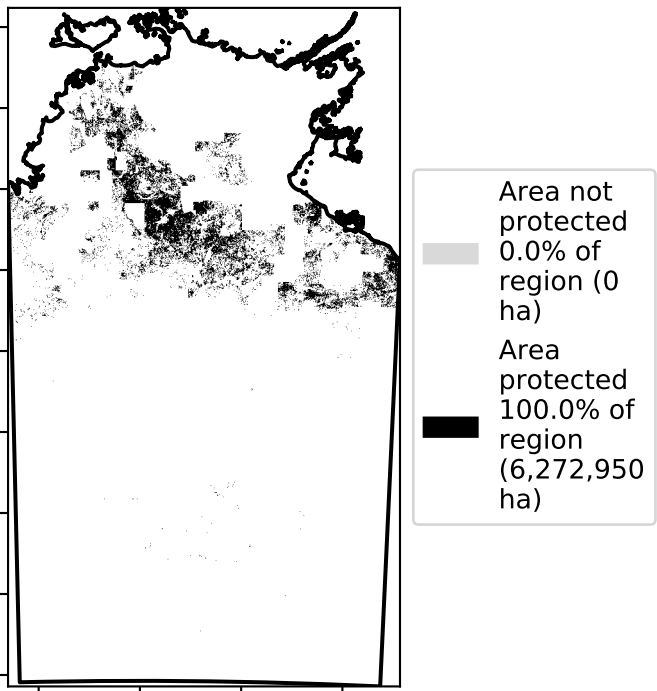 Area not
protected
0.0% of
region (0
ha)
Area
protected
100.0% of
region
(6,272,950
ha)